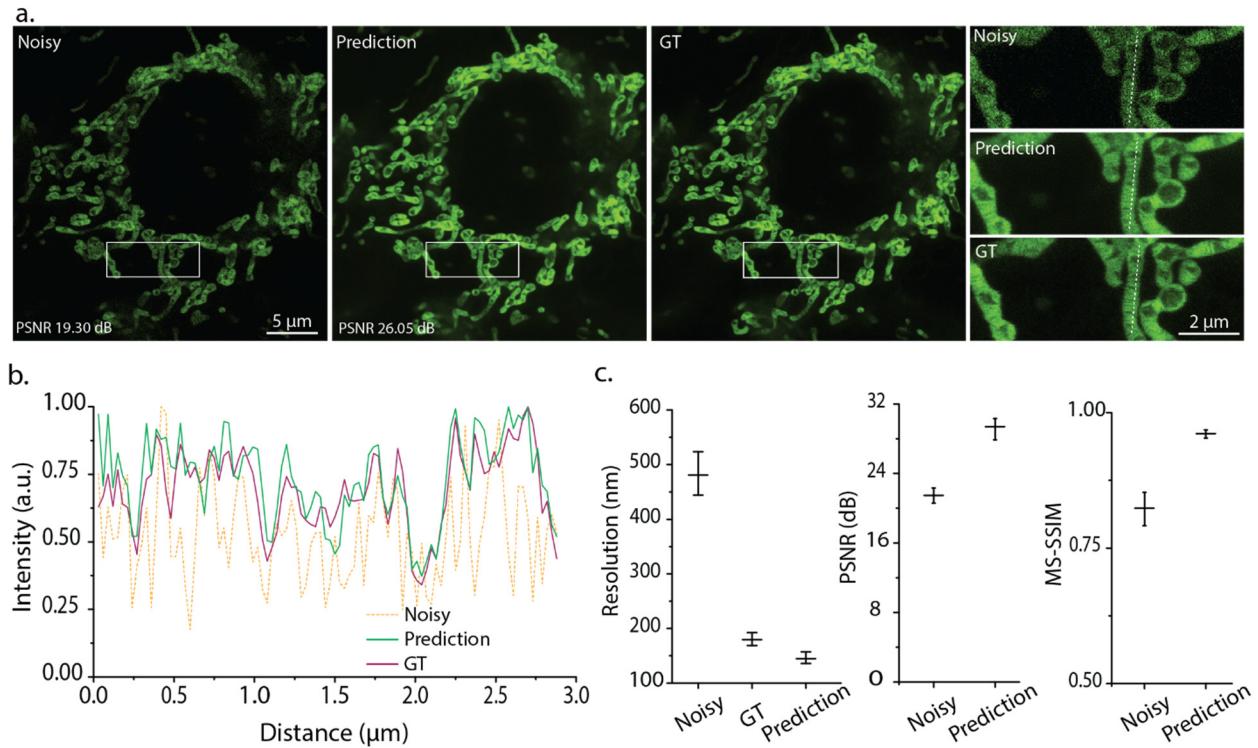 a.
Noisy
Prediction
GT
Noisy
PSNR 19.30 dB
5 µm
PSNR 26.05 dB
Prediction
GT
2 µm
b.
1.00
0.75
0.50
0.25
0.00
Intensity (a.u.)
Noisy
Prediction
GT
0.0 0.5 1.0 1.5 2.0 2.5 3.0
Distance (µm)
c.
600
500
400
300
200
100
Resolution (nm)
Noisy
GT
Prediction
32
24
16
8
0
PSNR (dB)
Noisy
Prediction
1.00
0.75
0.50
MS-SSIM
Noisy
Prediction